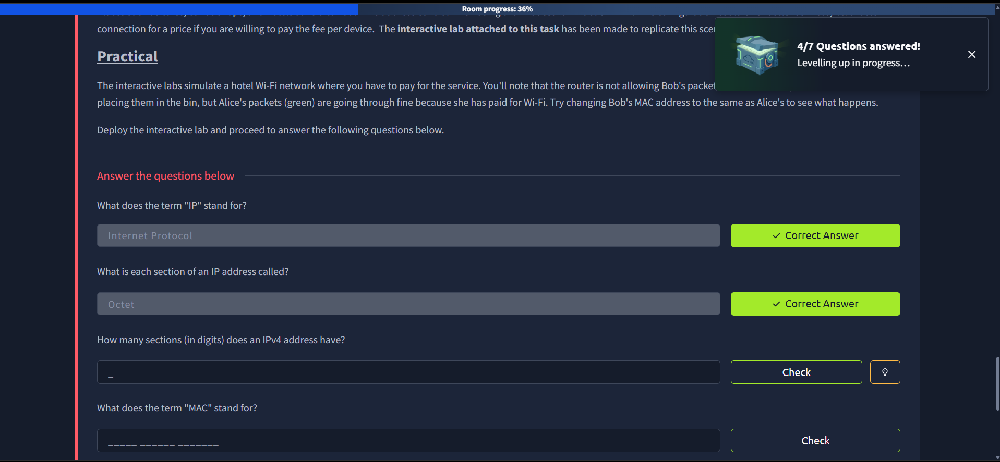 Room progress: 36%
connection for a price if you are willing to pay the fee per device. The interactive lab attached to this task has been made to replicate this
4/7 Questions answered!
Levelling up in progress...
Practical
The interactive labs simulate a hotel Wi-Fi network where you have to pay for the service. You'll note that the router is not allowing Bob's
placing them in the bin, but Alice's packets (green) are going through fine because she has paid for Wi-Fi. Try changing Bob's MAC address to the same as Alice's to see what happens.
Deploy the interactive lab and proceed to answer the following questions below.
Answer the questions below
What does the term "IP" stand for?
Internet Protocol
✓ Correct Answer
What is each section of an IP address called?
Octet
✓ Correct Answer
How many sections (in digits) does an IPv4 address have?
_
Check
What does the term "MAC" stand for?
_____ ______ _______
Check